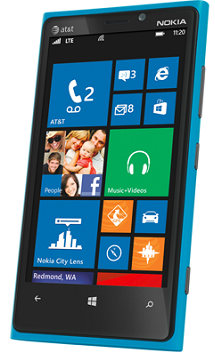 at&t
NOKIA
LTE
11:20
2
3
8
AT&T
People
f
Music+Videos
Nokia City Lens
Redmond, WA